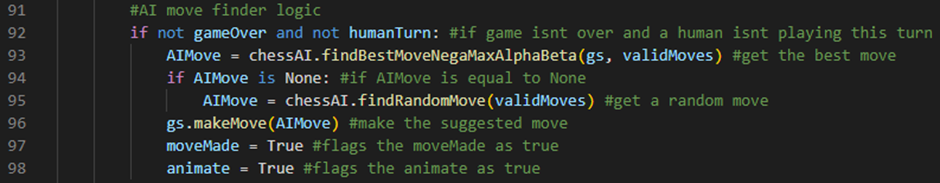 91 #AI move finder logic
92 if not gameOver and not humanTurn: #if game isnt over and a human isnt playing this turn
93 AIMove = chessAI.findBestMoveNegaMaxAlphaBeta(gs, validMoves) #get the best move
94 if AIMove is None: #if AIMove is equal to None
95 AIMove = chessAI.findRandomMove(validMoves) #get a random move
96 gs.makeMove(AIMove) #make the suggested move
97 moveMade = True #flags the moveMade as true
98 animate = True #flags the animate as true